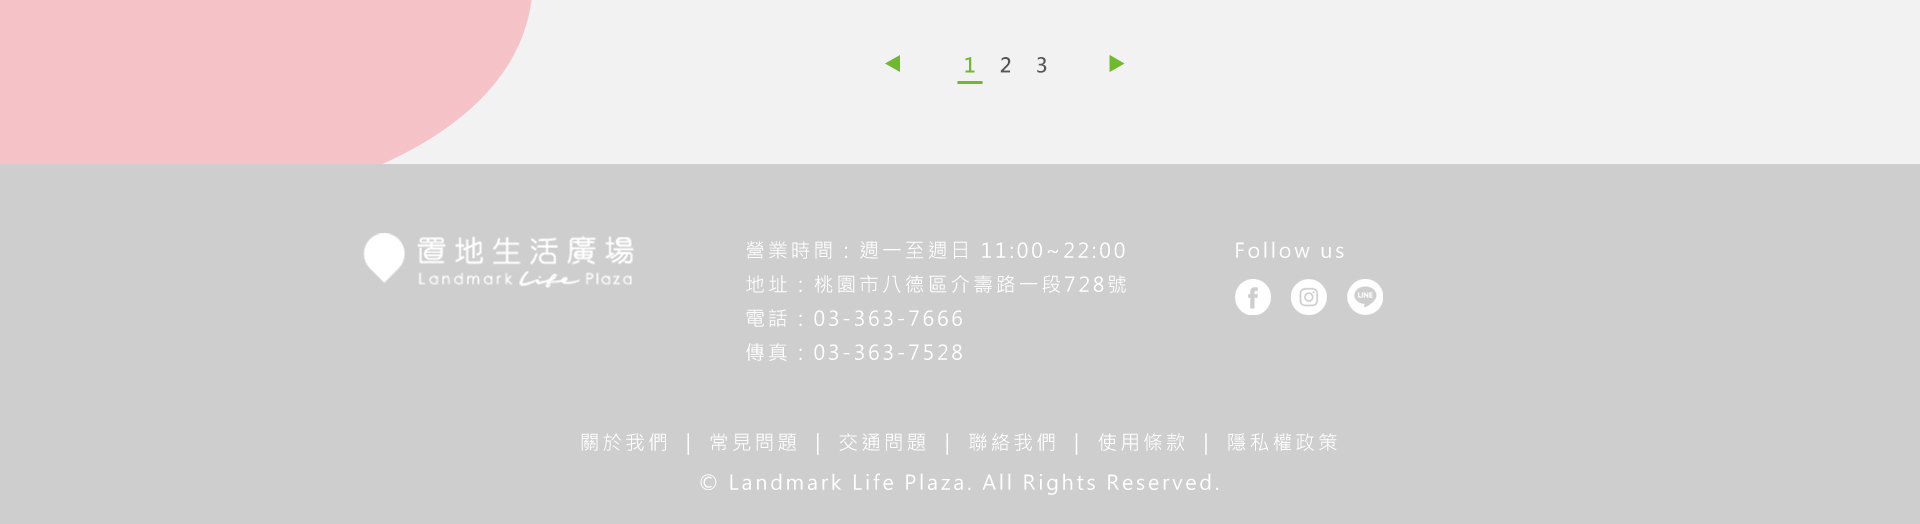 1 2 3
置地生活廣場
Landmark Life Plaza
營業時間：週一至週日 11:00~22:00
地址：桃園市八德區介壽路一段728號
電話：03-363-7666
傳真：03-363-7528
Follow us
LINE
關於我們 | 常見問題 | 交通問題 | 聯絡我們 | 使用條款 | 隱私權政策
© Landmark Life Plaza. All Rights Reserved.